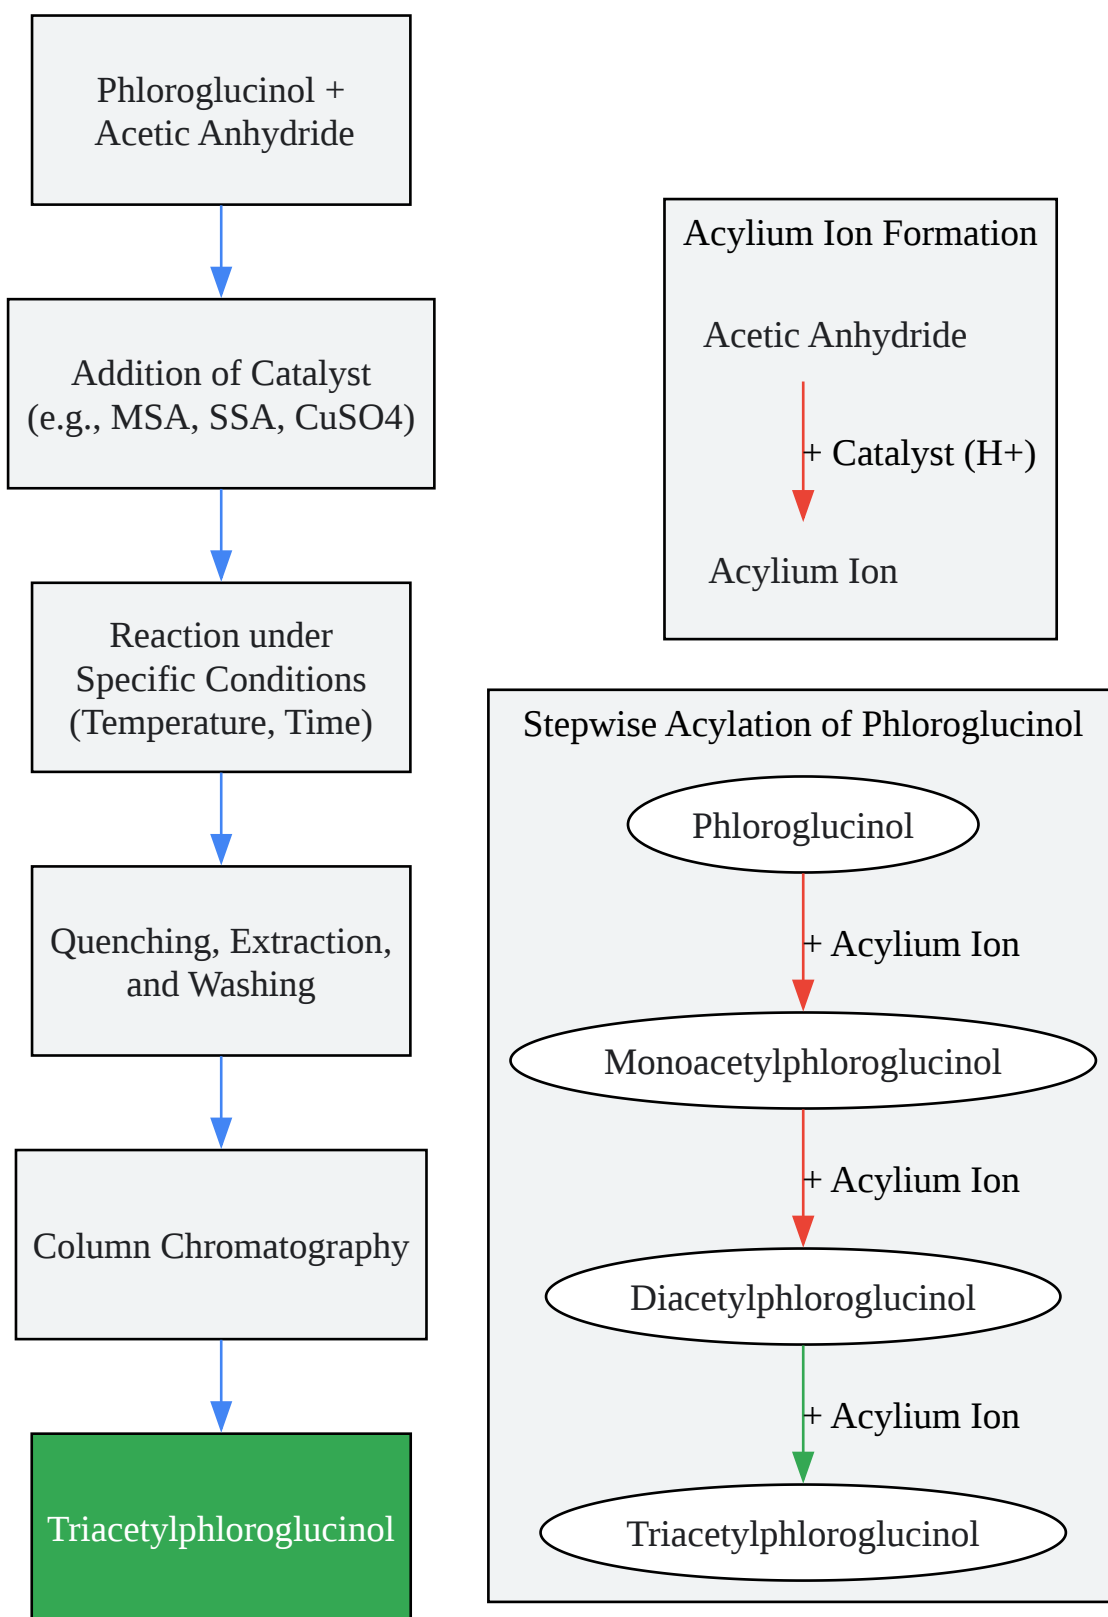 Phloroglucinol +
Acetic Anhydride
Addition of Catalyst
(e.g., MSA, SSA, CuSO4)
Reaction under
Specific Conditions
(Temperature, Time)
Quenching, Extraction,
and Washing
Column Chromatography
Triacetylphloroglucinol
Acylium Ion Formation
Acetic Anhydride
+ Catalyst (H+)
Acylium Ion
Stepwise Acylation of Phloroglucinol
Phloroglucinol
+ Acylium Ion
Monoacetylphloroglucinol
+ Acylium Ion
Diacetylphloroglucinol
+ Acylium Ion
Triacetylphloroglucinol